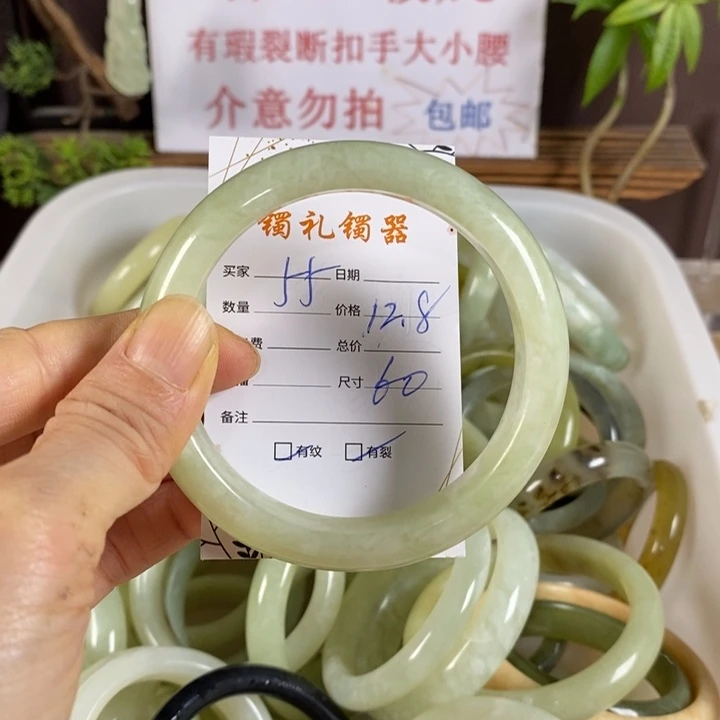 有瑕裂断扣手大小腰
介意勿拍 包邮
镯礼镯器
买家 55 日期
数量 价格 12.8
费 总价
尺寸 60
备注
有纹 有裂